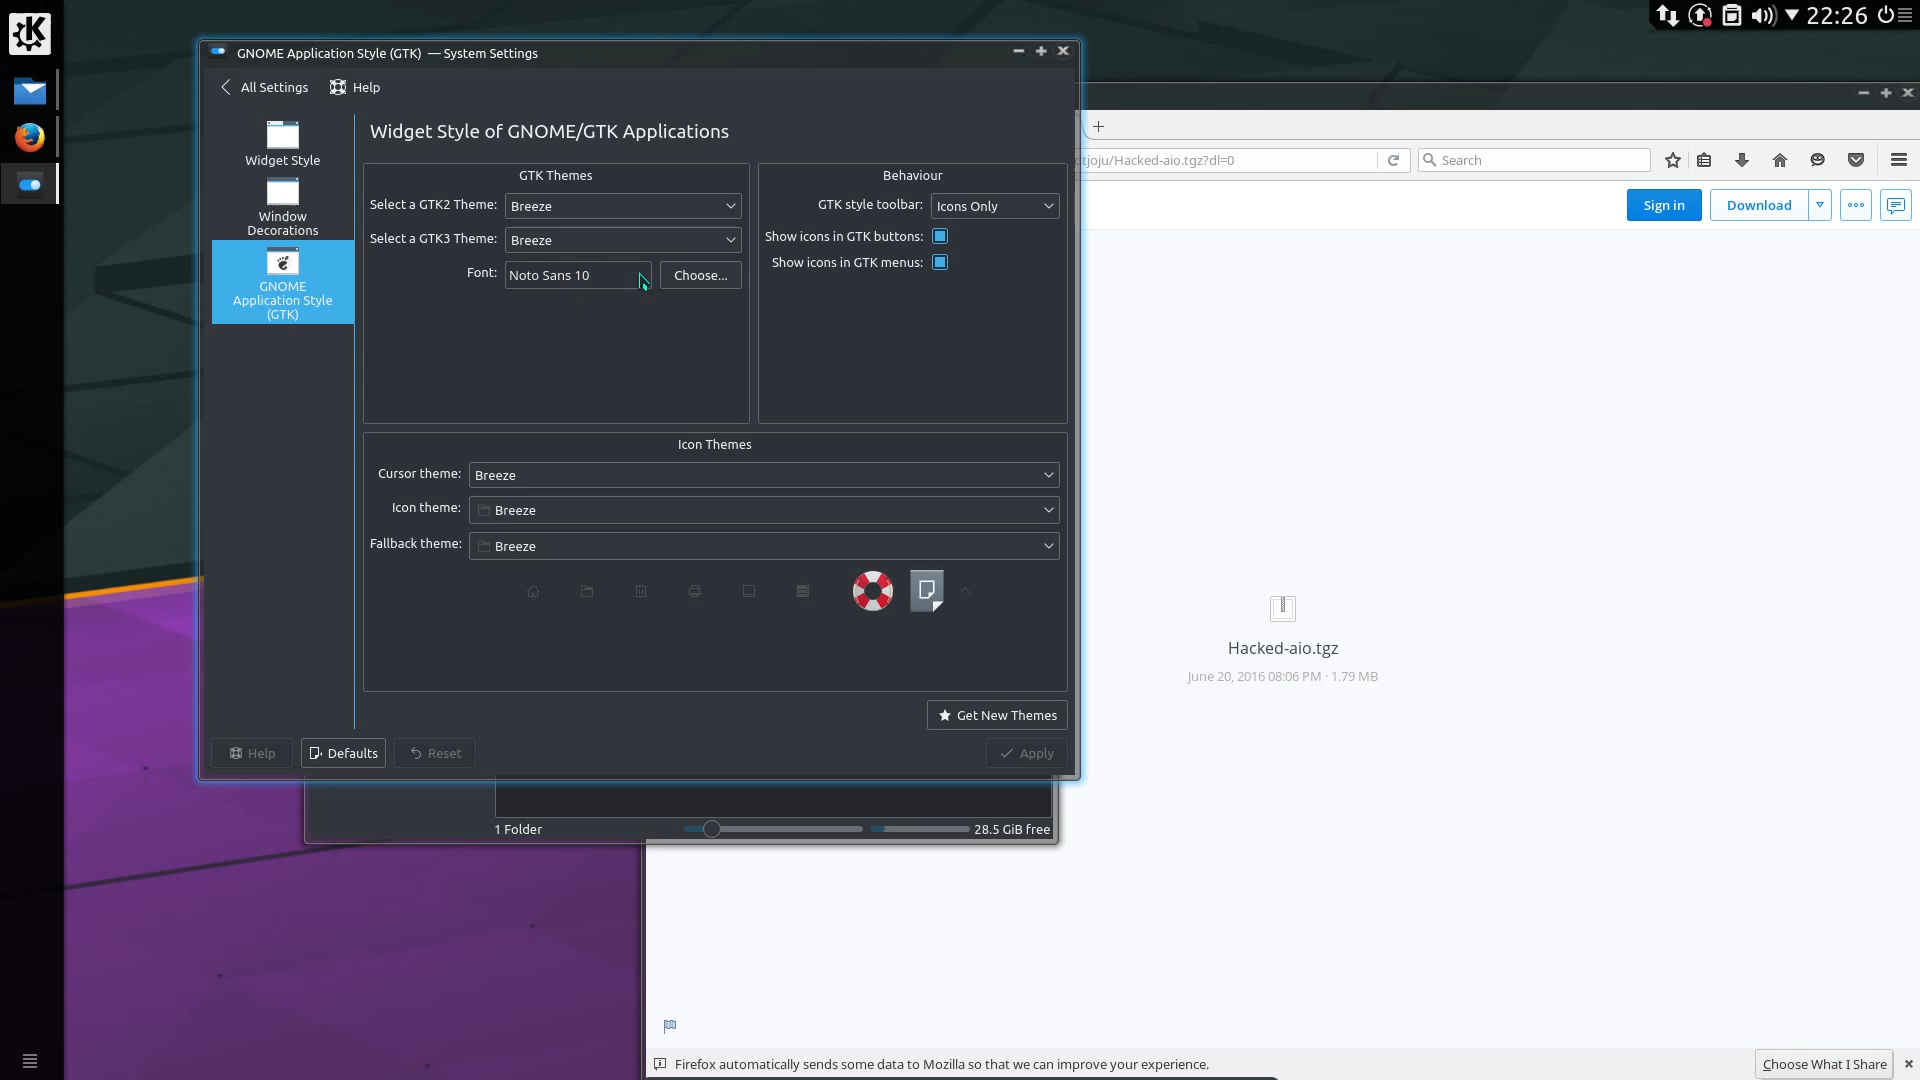 22:26
GNOME Application Style (GTK) — System Settings
All Settings
Help
Widget Style
Window
Decorations
GNOME
Application Style
(GTK)
Widget Style of GNOME/GTK Applications
GTK Themes
Select a GTK2 Theme: Breeze
Select a GTK3 Theme: Breeze
Font: Noto Sans 10 Choose...
Behaviour
GTK style toolbar: Icons Only
Show icons in GTK buttons:
Show icons in GTK menus:
Icon Themes
Cursor theme: Breeze
Icon theme: Breeze
Fallback theme: Breeze
Get New Themes
Help Defaults Reset Apply
1 Folder 28.5 GiB free
tjoju/Hacked-aio.tgz?dl=0
Search
Sign in Download
Hacked-aio.tgz
June 20, 2016 08:06 PM · 1.79 MB
Firefox automatically sends some data to Mozilla so that we can improve your experience.
Choose What I Share